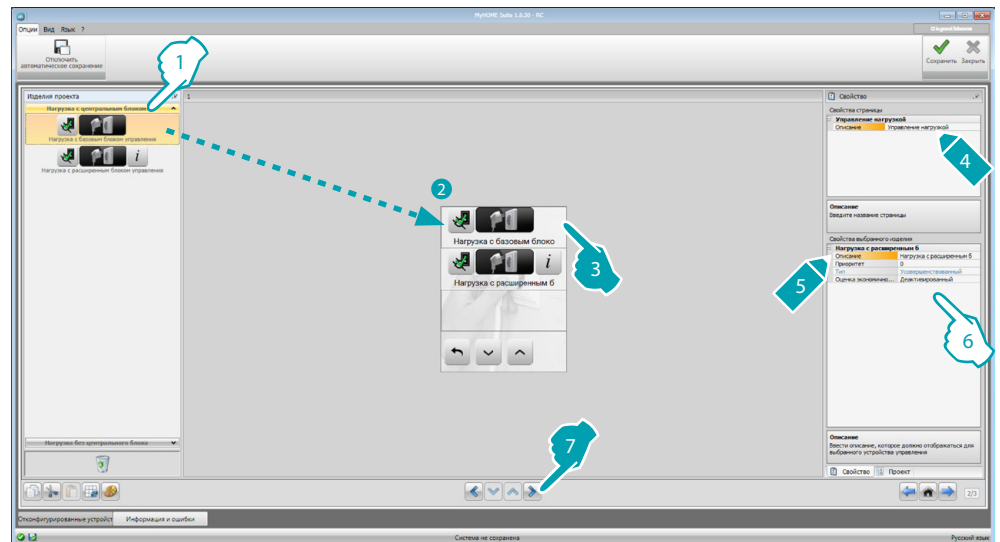 MyHOME Suite 1.0.30 - RC
Опции Вид Язык ?
Отключить
автоматическое сохранение
Сохранить Закрыть
1
Изделия проекта
Нагрузка с центральным блоком
Нагрузка с базовым блоком управления
i
Нагрузка с расширенным блоком управления
Нагрузка без центрального блока
1
2
Нагрузка с базовым блоко
3
i
Нагрузка с расширенным б
7
Свойство
Свойства страницы
Управление нагрузкой
Описание Управление нагрузкой
4
Описание
Введите название страницы
Свойства выбранного изделия
Нагрузка с расширенным б
Описание Нагрузка с расширенным б
Приоритет 0
Тип Усовершенствованный
Оценка экономично... Деактивированный
5
6
Описание
Ввести описание, которое должно отображаться для
выбранного устройства управления
Свойство Проект
2/3
Отконфигурированные устройст Информация и ошибки
Система не сохранена
Русский язык